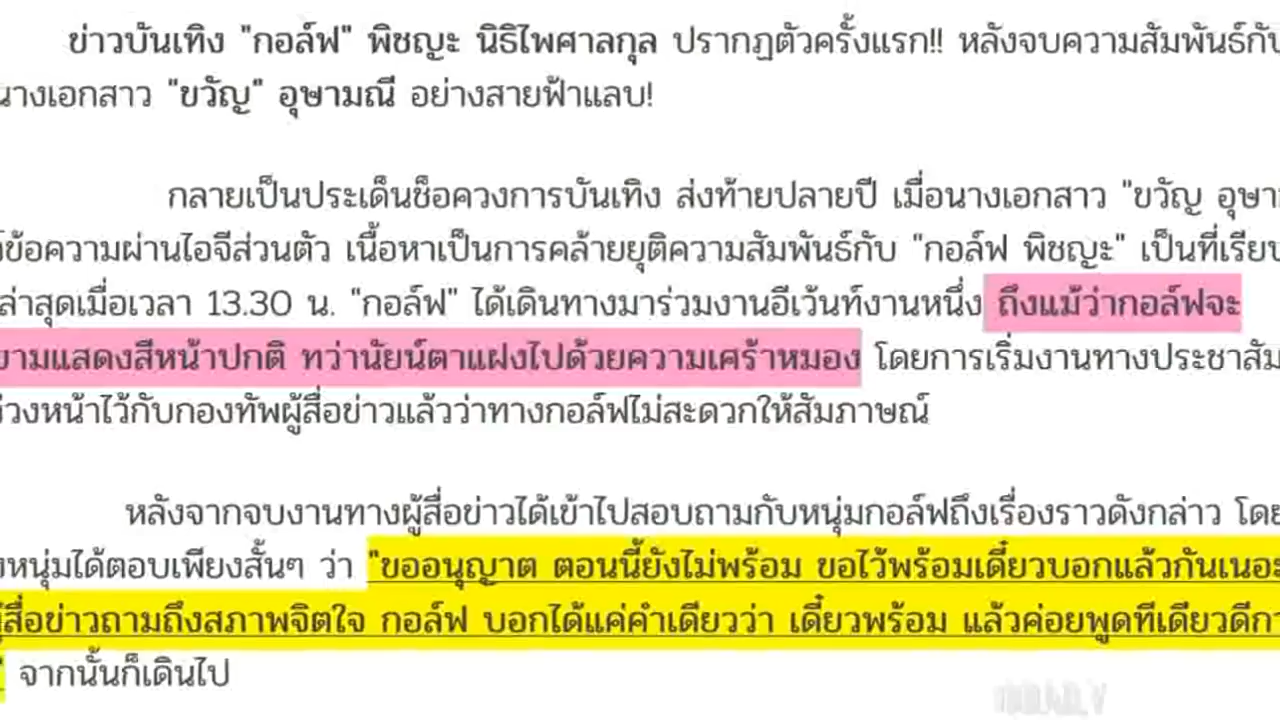 ข่าวบันเทิง "กอล์ฟ" พิชญะ นิธิไพศาลกุล ปรากฏตัวครั้งแรก!! หลังจบความสัมพันธ์กับ
นางเอกสาว "ขวัญ" อุษามณี อย่างสายฟ้าแลบ!
กลายเป็นประเด็นช็อควงการบันเทิง ส่งท้ายปลายปี เมื่อนางเอกสาว "ขวัญ อุษา
ข้อความผ่านไอจีส่วนตัว เนื้อหาเป็นการคล้ายยุติความสัมพันธ์กับ "กอล์ฟ พิชญะ" เป็นที่เรีย
ล่าสุดเมื่อเวลา 13.30 น. "กอล์ฟ" ได้เดินทางมาร่วมงานอีเว้นท์งานหนึ่ง ถึงแม้ว่ากอล์ฟจะ
ยามแสดงสีหน้าปกติ ทว่านัยน์ตาแฝงไปด้วยความเศร้าหมอง โดยการเริ่มงานทางประชาสัม
่วงหน้าไว้กับกองทัพผู้สื่อข่าวแล้วว่าทางกอล์ฟไม่สะดวกให้สัมภาษณ์
หลังจากจบงานทางผู้สื่อข่าวได้เข้าไปสอบถามกับหนุ่มกอล์ฟถึงเรื่องราวดังกล่าว โดย
งหนุ่มได้ตอบเพียงสั้นๆ ว่า "ขออนุญาต ตอนนี้ยังไม่พร้อม ขอไว้พร้อมเดี๋ยวบอกแล้วกันเนอะ
้สื่อข่าวถามถึงสภาพจิตใจ กอล์ฟ บอกได้แค่คำเดียวว่า เดี๋ยวพร้อม แล้วค่อยพูดทีเดียวดีกว
" จากนั้นก็เดินไป